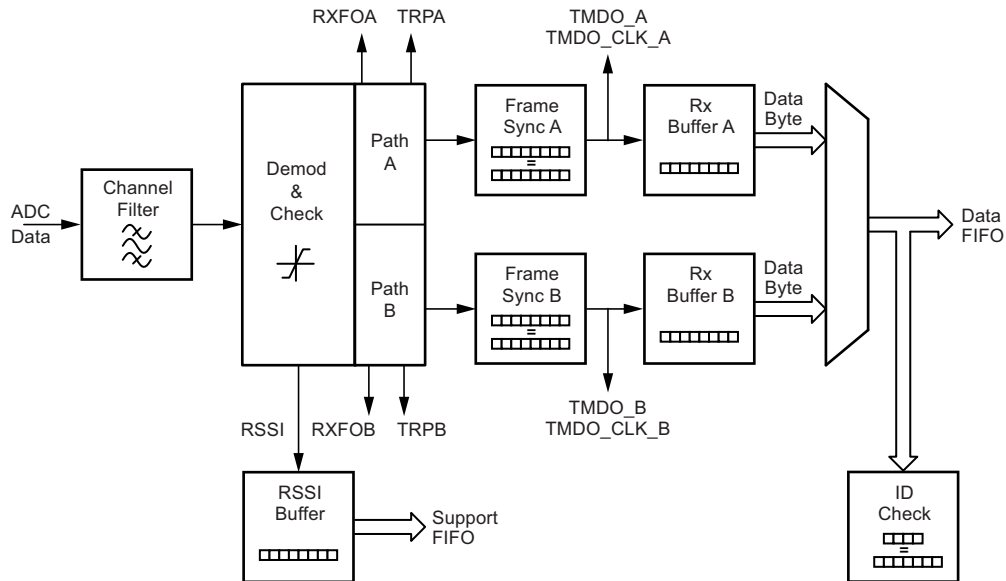 RXFOA
TRPA
TMDO_A
TMDO_CLK_A
ADC
Data
Channel
Filter
Demod
&
Check
Path
A
Path
B
Frame
Sync A
=
Rx
Buffer A
Data
Byte
Frame
Sync B
=
Rx
Buffer B
Data
Byte
Data
FIFO
RSSI
RXFOB
TRPB
TMDO_B
TMDO_CLK_B
RSSI
Buffer
Support
FIFO
ID
Check
=